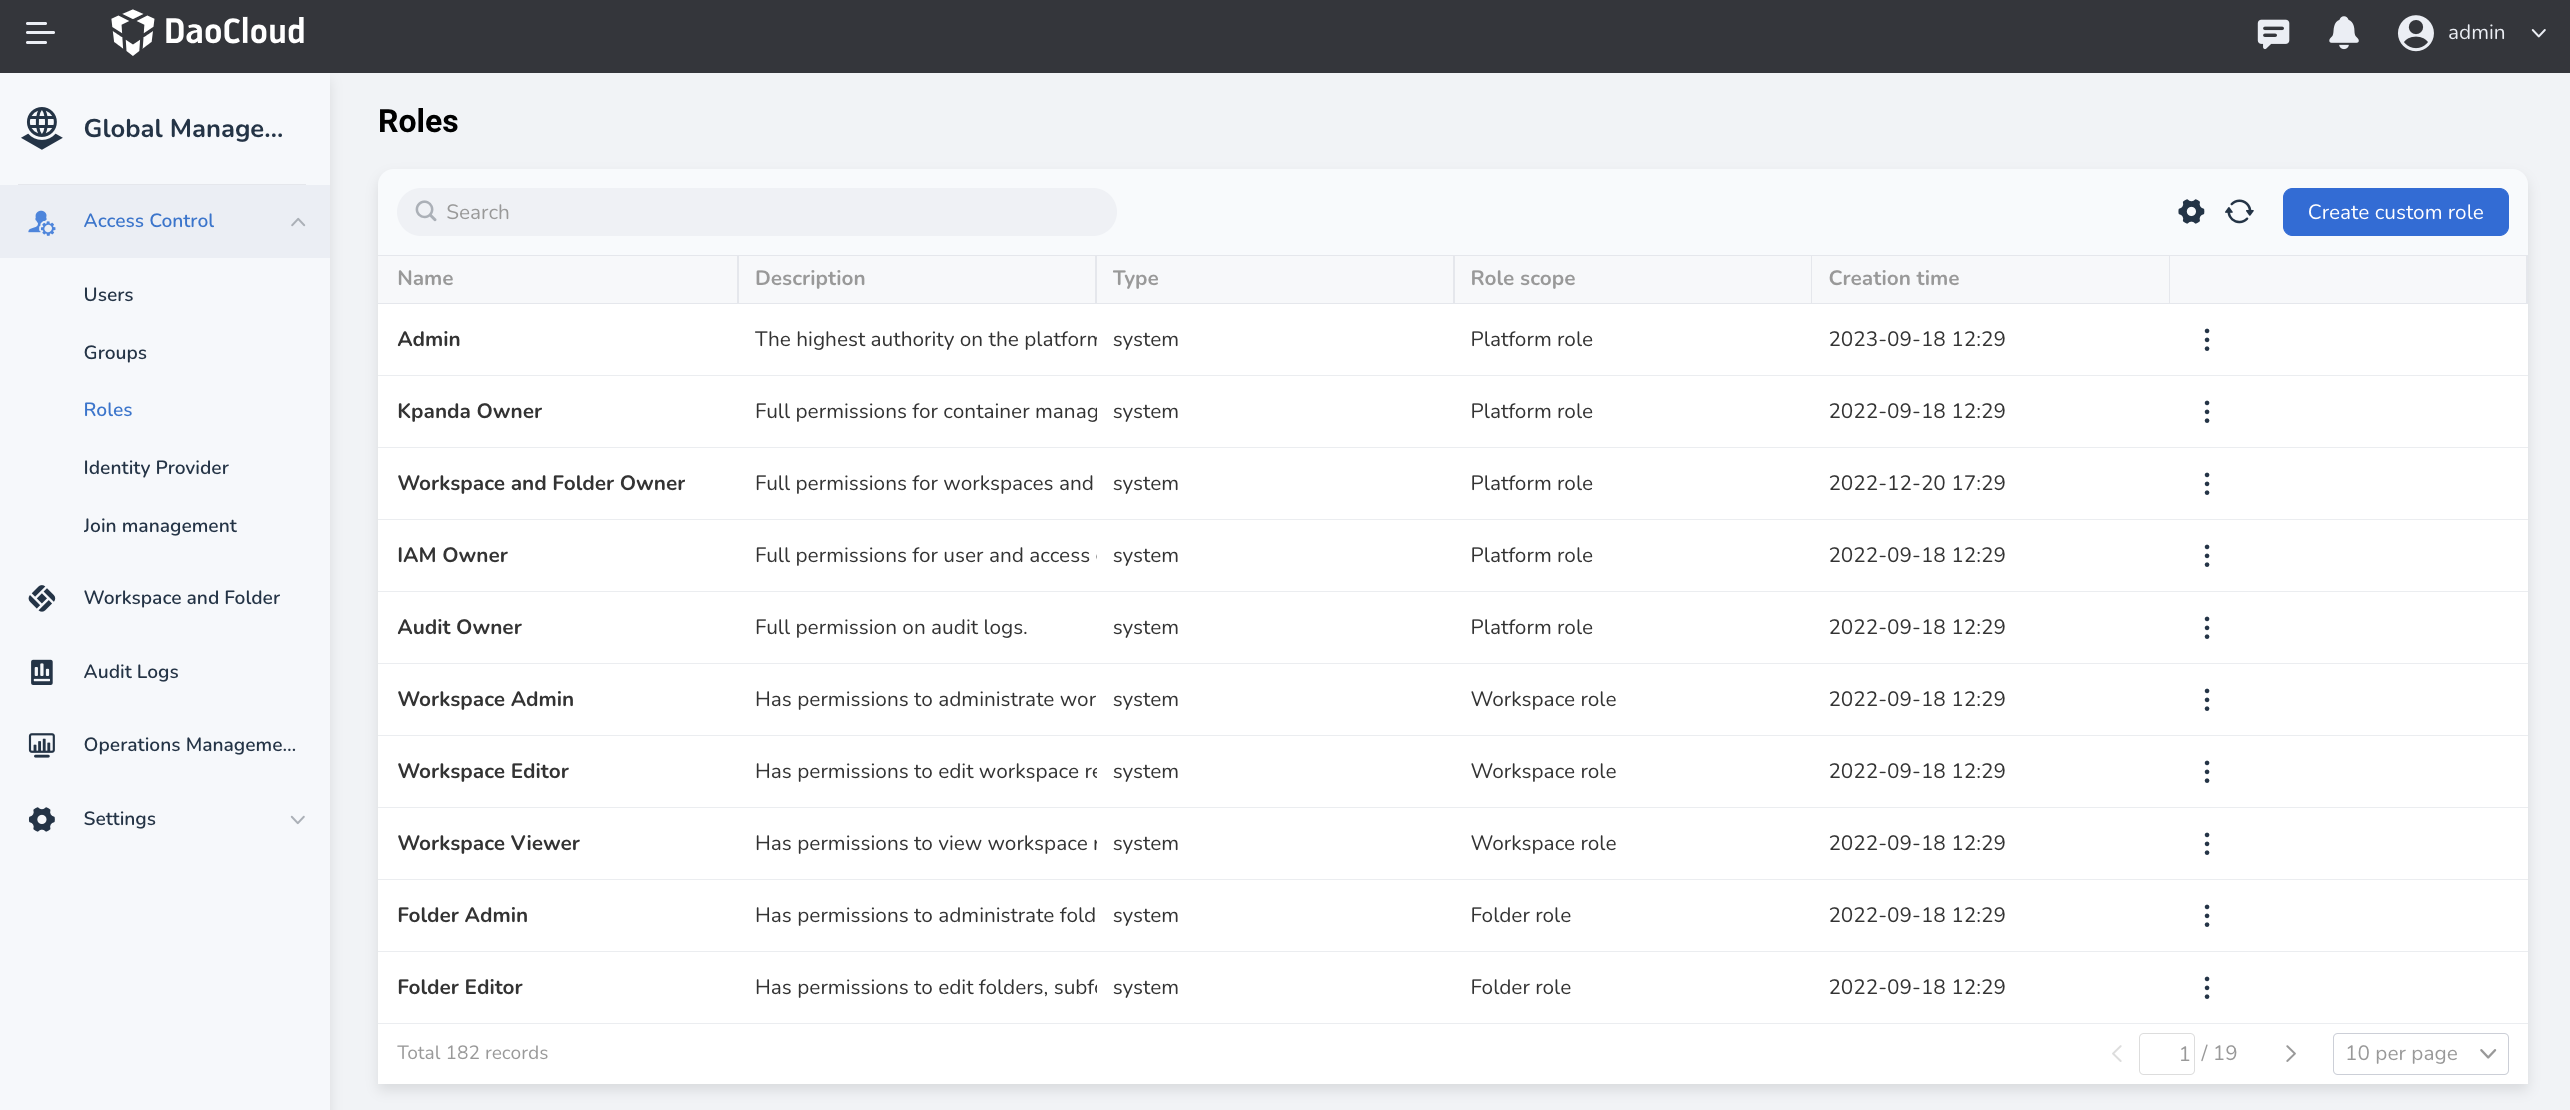 DaoCloud
admin
Global Manage...
Access Control
Users
Groups
Roles
Identity Provider
Join management
Workspace and Folder
Audit Logs
Operations Manageme...
Settings
Roles
Search
Create custom role
Name Description Type Role scope Creation time
Admin The highest authority on the platform system Platform role 2023-09-18 12:29
Kpanda Owner Full permissions for container manag system Platform role 2022-09-18 12:29
Workspace and Folder Owner Full permissions for workspaces and system Platform role 2022-12-20 17:29
IAM Owner Full permissions for user and access system Platform role 2022-09-18 12:29
Audit Owner Full permission on audit logs. system Platform role 2022-09-18 12:29
Workspace Admin Has permissions to administrate wor system Workspace role 2022-09-18 12:29
Workspace Editor Has permissions to edit workspace re system Workspace role 2022-09-18 12:29
Workspace Viewer Has permissions to view workspace r system Workspace role 2022-09-18 12:29
Folder Admin Has permissions to administrate fold system Folder role 2022-09-18 12:29
Folder Editor Has permissions to edit folders, subf system Folder role 2022-09-18 12:29
Total 182 records
1 / 19
10 per page